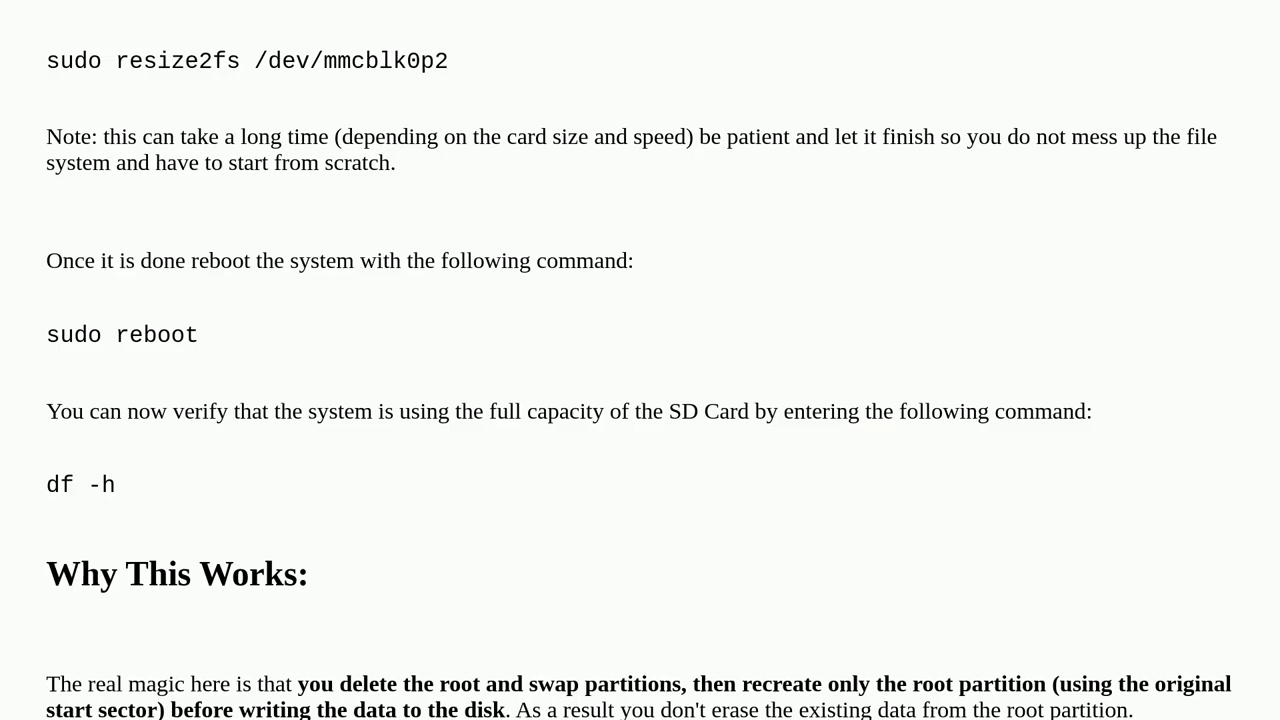 sudo resize2fs /dev/mmcblk0p2
Note: this can take a long time (depending on the card size and speed) be patient and let it finish so you do not mess up the file
system and have to start from scratch.
Once it is done reboot the system with the following command:
sudo reboot
You can now verify that the system is using the full capacity of the SD Card by entering the following command:
df -h
Why This Works:
The real magic here is that you delete the root and swap partitions, then recreate only the root partition (using the original
start sector) before writing the data to the disk. As a result you don't erase the existing data from the root partition.